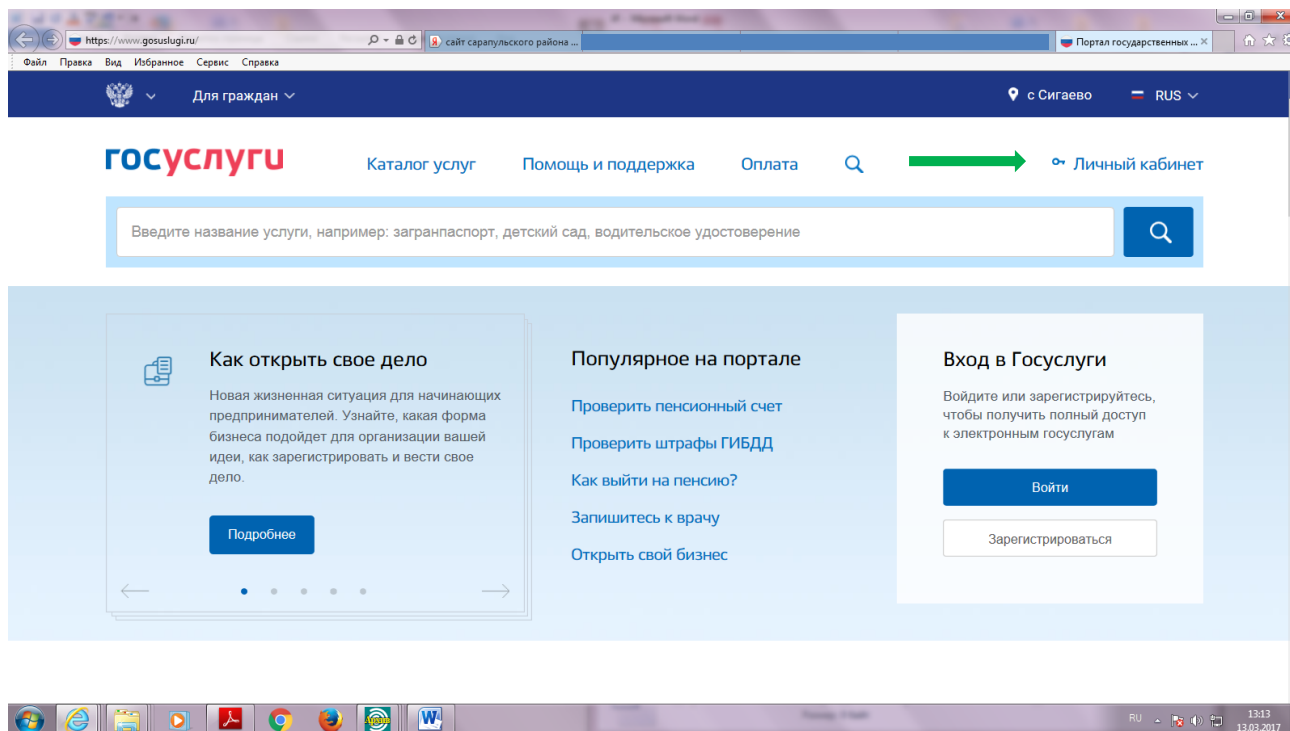 https://www.gosuslugi.ru/
сайт сарапульского района ...
Портал государственных ...
Файл Правка Вид Избранное Сервис Справка
Для граждан
с Сигаево
RUS
госуслуги
Каталог услуг
Помощь и поддержка
Оплата
Личный кабинет
Введите название услуги, например: загранпаспорт, детский сад, водительское удостоверение
Как открыть свое дело
Новая жизненная ситуация для начинающих
предпринимателей. Узнайте, какая форма
бизнеса подойдет для организации вашей
идеи, как зарегистрировать и вести свое
дело.
Подробнее
Популярное на портале
Проверить пенсионный счет
Проверить штрафы ГИБДД
Как выйти на пенсию?
Запишитесь к врачу
Открыть свой бизнес
Вход в Госуслуги
Войдите или зарегистрируйтесь,
чтобы получить полный доступ
к электронным госуслугам
Войти
Зарегистрироваться
RU
13:13
13.03.2017